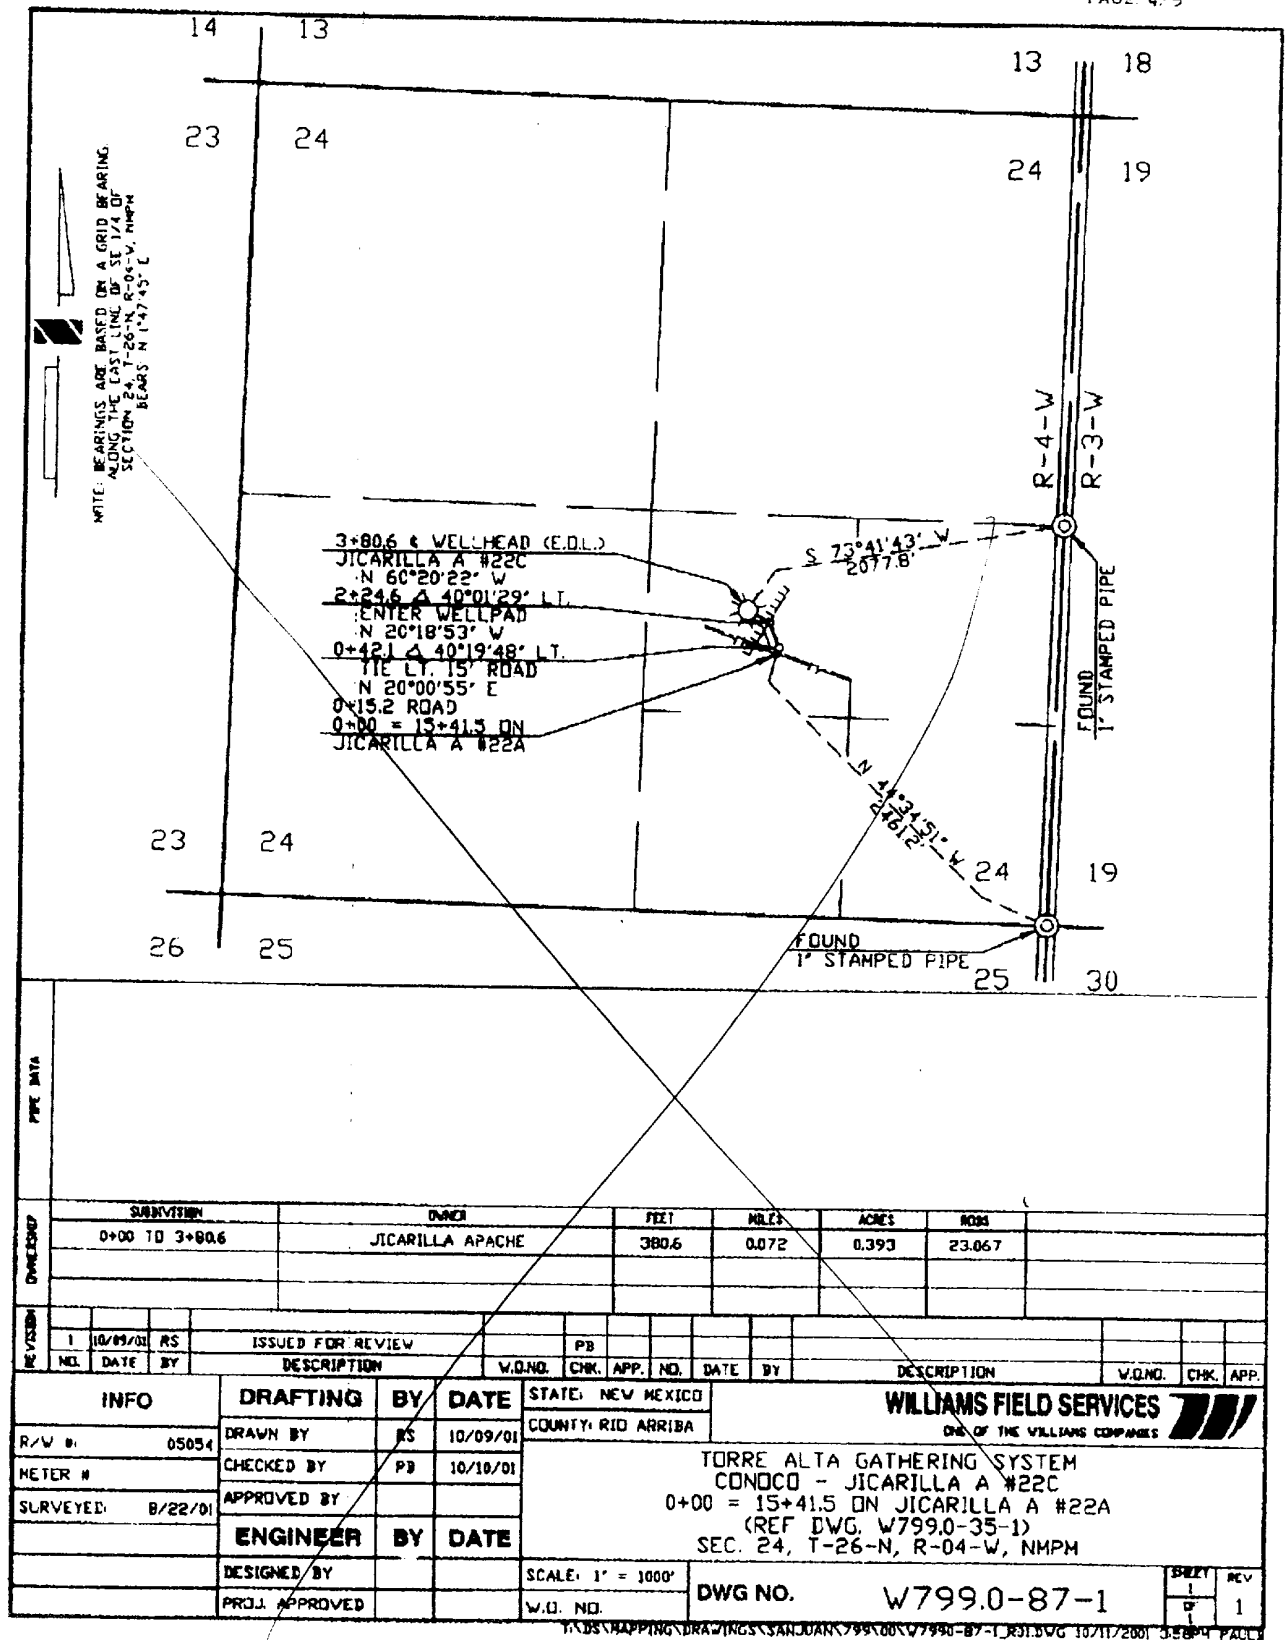 14 13
13 18
23 24
24 19
NOTE: BEARINGS ARE BASED ON A GRID BEARING
ALONG THE EAST LINE OF SE 1/4 OF
SECTION 24, T-26-N, R-04-W, NMPM
BEARS N 1°47'45" E
R-4-W
R-3-W
3+80.6 ℄ WELLHEAD (E.O.L.)
JICARILLA A #22C
N 60°20'22" W
2+24.6 Δ 40°01'29" LT.
ENTER WELLPAD
N 20°18'53" W
0+42.1 Δ 40°19'48" LT.
TIE LT. 15' ROAD
N 20°00'55" E
0+15.2 ROAD
0+00 = 15+41.5 ON
JICARILLA A #22A
S 73°41'43" W
2077.8'
FOUND
1" STAMPED PIPE
N 44°34'51" W
2461.2'
23 24
24 19
26 25
FOUND
1" STAMPED PIPE
25 30
PIPE DATA
OWNERSHIP
SUBDIVISION OWNER FEET MILES ACRES RODS
0+00 TO 3+80.6 JICARILLA APACHE 380.6 0.072 0.393 23.067
REVISION
1 10/09/01 RS ISSUED FOR REVIEW PB
NO. DATE BY DESCRIPTION W.O.NO. CHK. APP. NO. DATE BY DESCRIPTION W.O.NO. CHK. APP.
INFO
R/W #: 05054
METER #
SURVEYED: 8/22/01
DRAFTING BY DATE
DRAWN BY RS 10/09/01
CHECKED BY PB 10/10/01
APPROVED BY
ENGINEER BY DATE
DESIGNED BY
PROJ. APPROVED
STATE: NEW MEXICO
COUNTY: RIO ARRIBA
WILLIAMS FIELD SERVICES
ONE OF THE WILLIAMS COMPANIES
TORRE ALTA GATHERING SYSTEM
CONOCO - JICARILLA A #22C
0+00 = 15+41.5 ON JICARILLA A #22A
(REF DWG. W799.0-35-1)
SEC. 24, T-26-N, R-04-W, NMPM
SCALE: 1" = 1000'
W.O. NO.
DWG NO. W799.0-87-1
SHEET
1
OF
1
REV
1